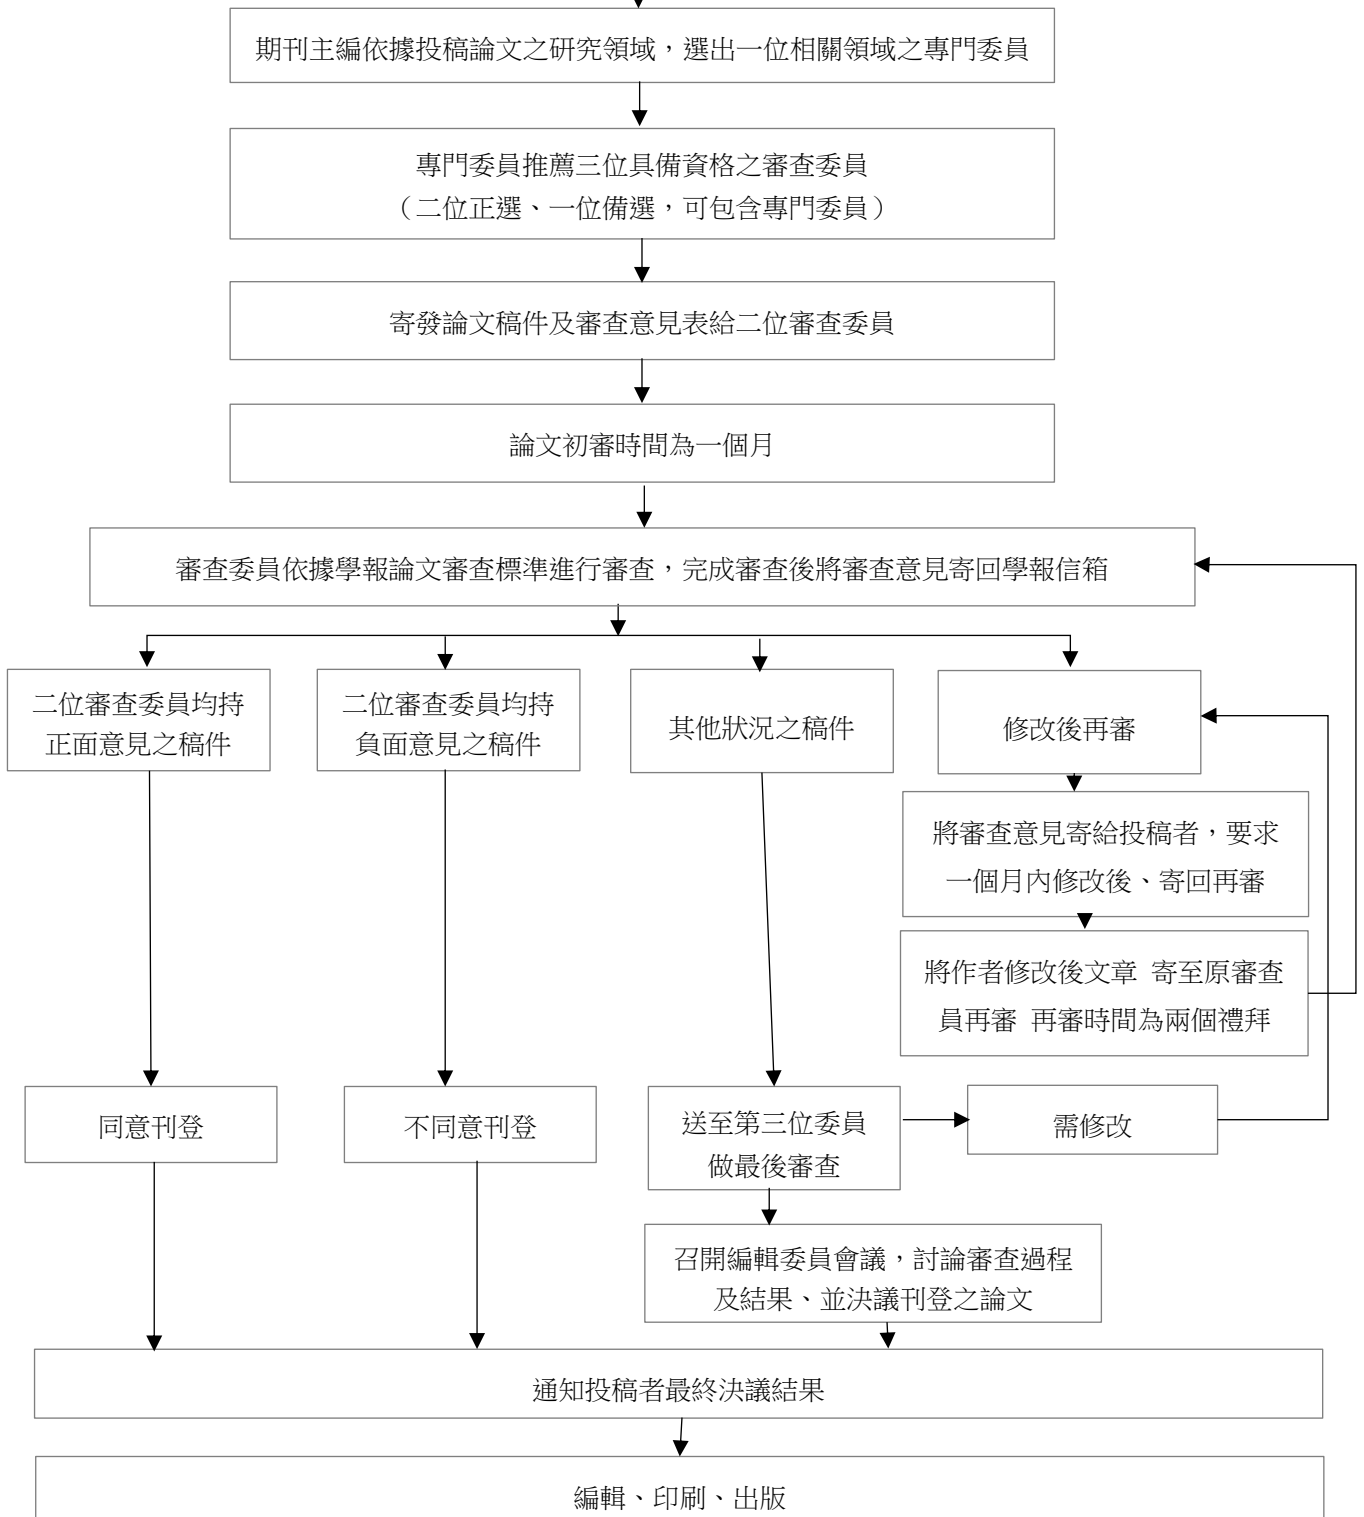 期刊主編依據投稿論文之研究領域，選出一位相關領域之專門委員
專門委員推薦三位具備資格之審查委員
（二位正選、一位備選，可包含專門委員）
寄發論文稿件及審查意見表給二位審查委員
論文初審時間為一個月
審查委員依據學報論文審查標準進行審查，完成審查後將審查意見寄回學報信箱
二位審查委員均持
正面意見之稿件
二位審查委員均持
負面意見之稿件
其他狀況之稿件
修改後再審
將審查意見寄給投稿者，要求
一個月內修改後、寄回再審
將作者修改後文章 寄至原審查
員再審 再審時間為兩個禮拜
同意刊登
不同意刊登
送至第三位委員
做最後審查
需修改
召開編輯委員會議，討論審查過程
及結果、並決議刊登之論文
通知投稿者最終決議結果
編輯、印刷、出版